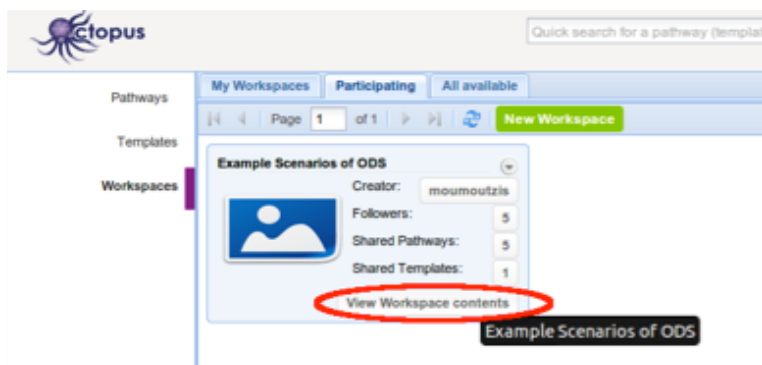 Octopus
Quick search for a pathway (templat
My Workspaces Participating All available
Pathways
Page 1 of 1 New Workspace
Templates
Workspaces
Example Scenarios of ODS
Creator: moumoutzis
Followers: 5
Shared Pathways: 5
Shared Templates: 1
View Workspace contents
Example Scenarios of ODS